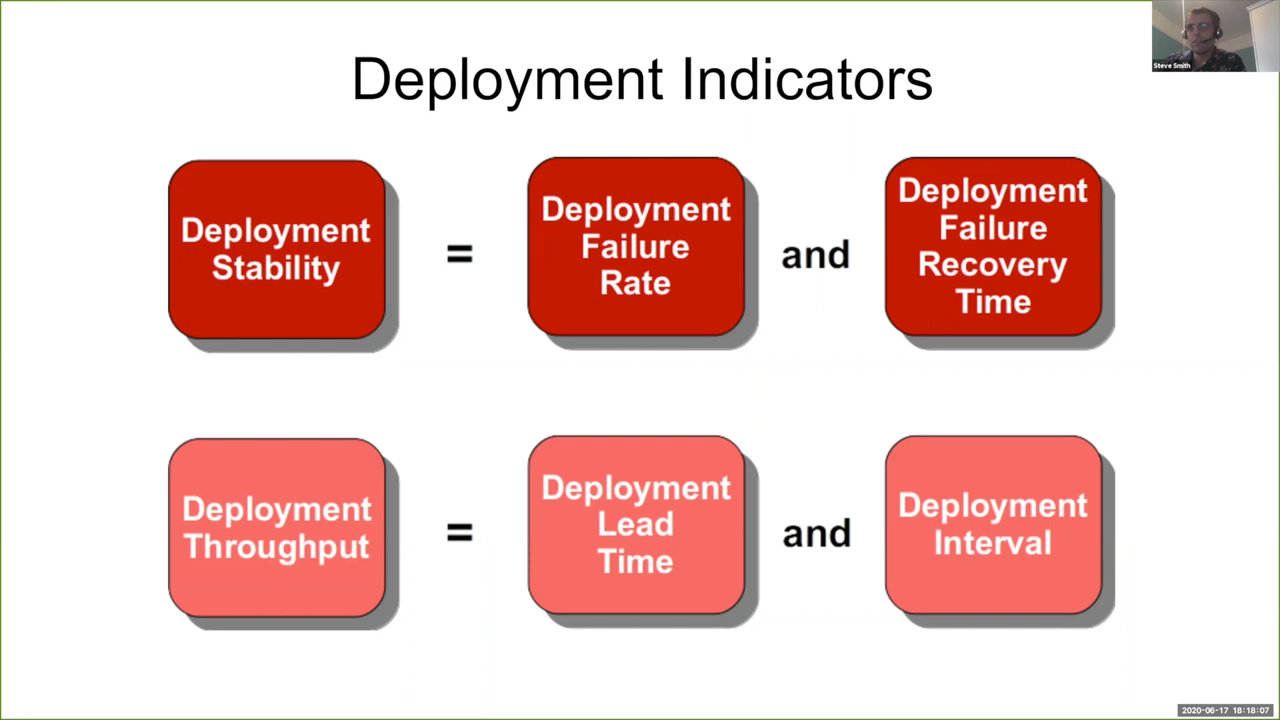 Deployment Indicators
Steve Smith
Deployment
Stability
=
Deployment
Failure
Rate
and
Deployment
Failure
Recovery
Time
Deployment
Throughput
=
Deployment
Lead
Time
and
Deployment
Interval
2020-06-17 18:18:07